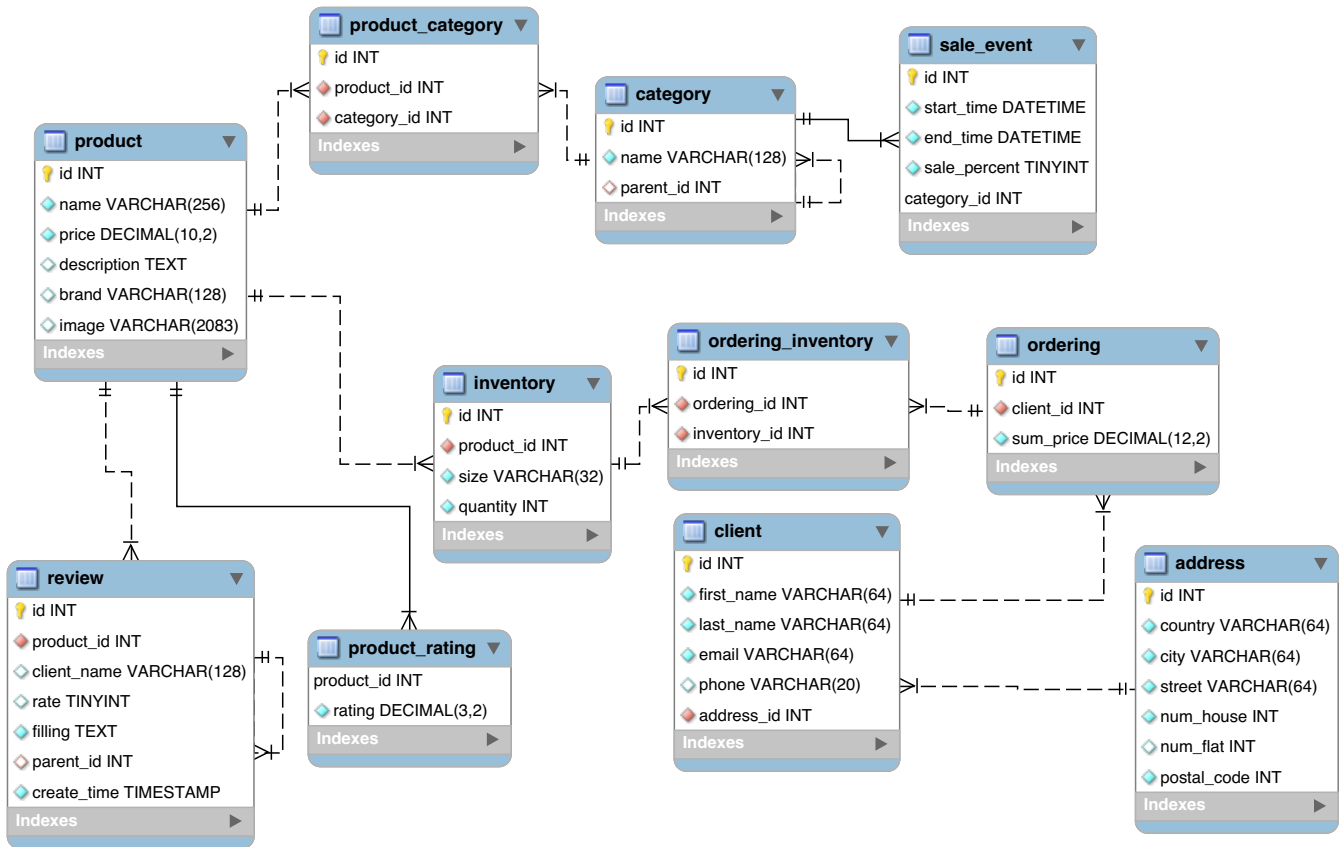 product_category
id INT
product_id INT
category_id INT
Indexes
sale_event
id INT
start_time DATETIME
end_time DATETIME
sale_percent TINYINT
category_id INT
Indexes
category
id INT
name VARCHAR(128)
parent_id INT
Indexes
product
id INT
name VARCHAR(256)
price DECIMAL(10,2)
description TEXT
brand VARCHAR(128)
image VARCHAR(2083)
Indexes
ordering_inventory
id INT
ordering_id INT
inventory_id INT
Indexes
ordering
id INT
client_id INT
sum_price DECIMAL(12,2)
Indexes
inventory
id INT
product_id INT
size VARCHAR(32)
quantity INT
Indexes
client
id INT
first_name VARCHAR(64)
last_name VARCHAR(64)
email VARCHAR(64)
phone VARCHAR(20)
address_id INT
Indexes
address
id INT
country VARCHAR(64)
city VARCHAR(64)
street VARCHAR(64)
num_house INT
num_flat INT
postal_code INT
Indexes
review
id INT
product_id INT
client_name VARCHAR(128)
rate TINYINT
filling TEXT
parent_id INT
create_time TIMESTAMP
Indexes
product_rating
product_id INT
rating DECIMAL(3,2)
Indexes